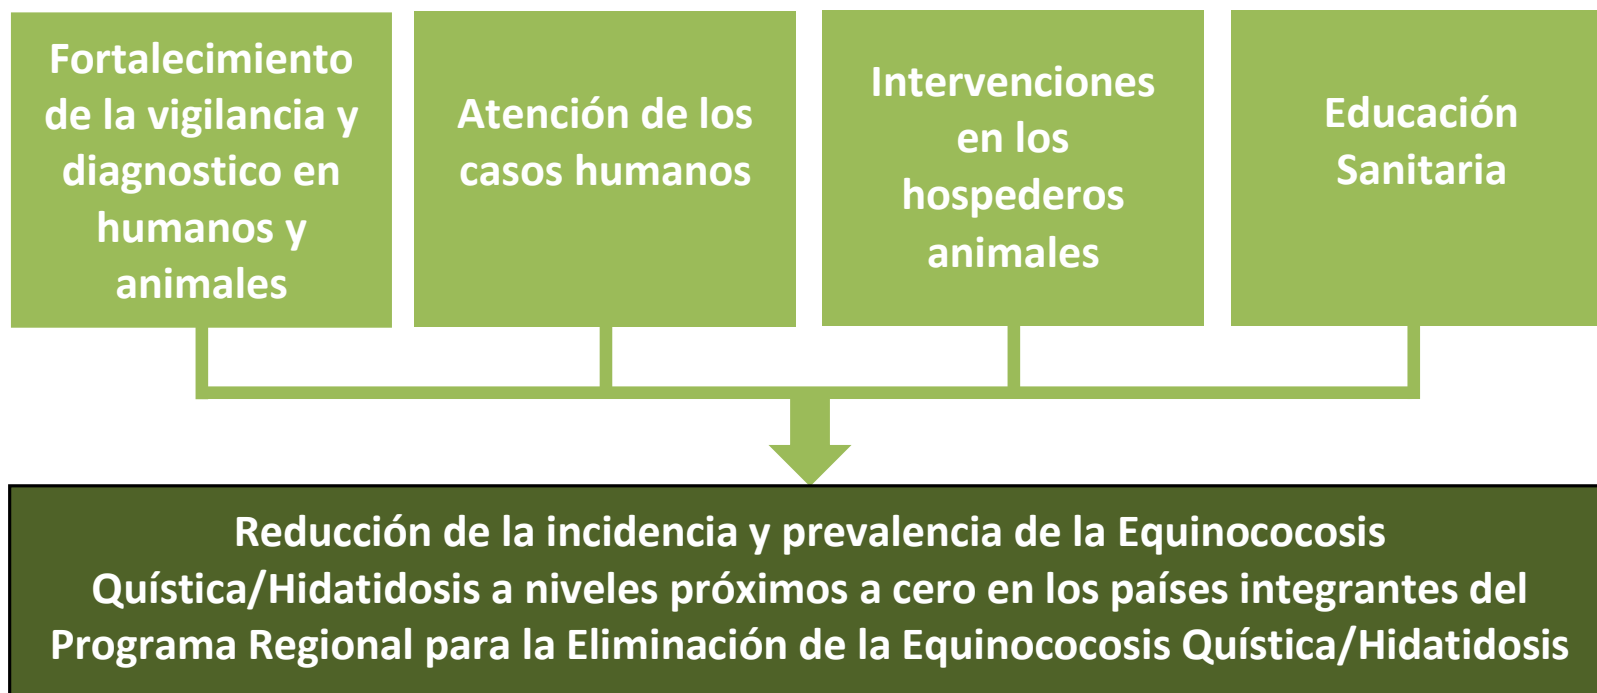 Fortalecimiento
de la vigilancia y
diagnostico en
humanos y
animales
Atención de los
casos humanos
Intervenciones
en los
hospederos
animales
Educación
Sanitaria
Reducción de la incidencia y prevalencia de la Equinococosis
Quística/Hidatidosis a niveles próximos a cero en los países integrantes del
Programa Regional para la Eliminación de la Equinococosis Quística/Hidatidosis